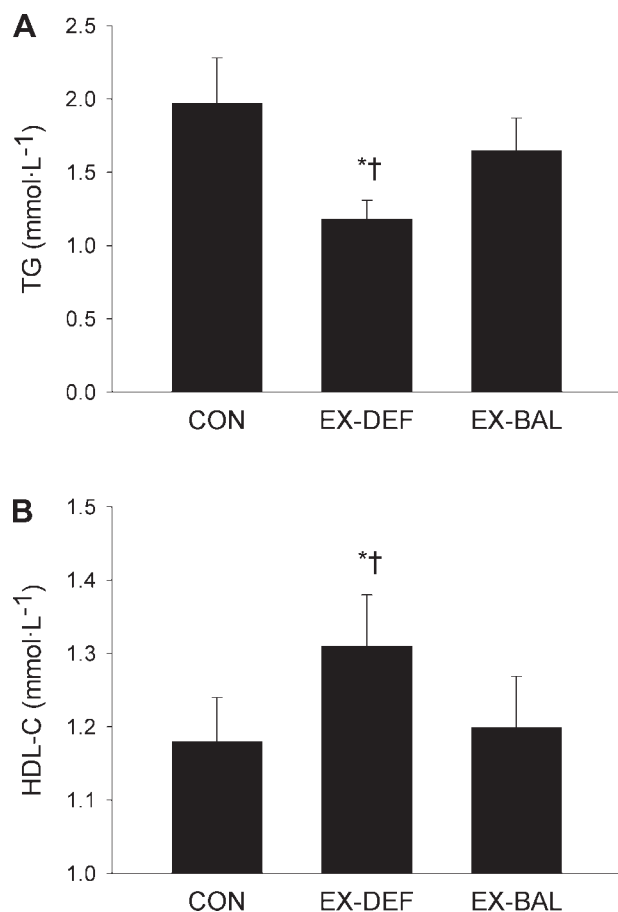 A
2.5
2.0
1.5
1.0
0.5
0.0
TG (mmol·L⁻¹)
*†
CON EX-DEF EX-BAL
B
1.5
1.4
1.3
1.2
1.1
1.0
HDL-C (mmol·L⁻¹)
*†
CON EX-DEF EX-BAL